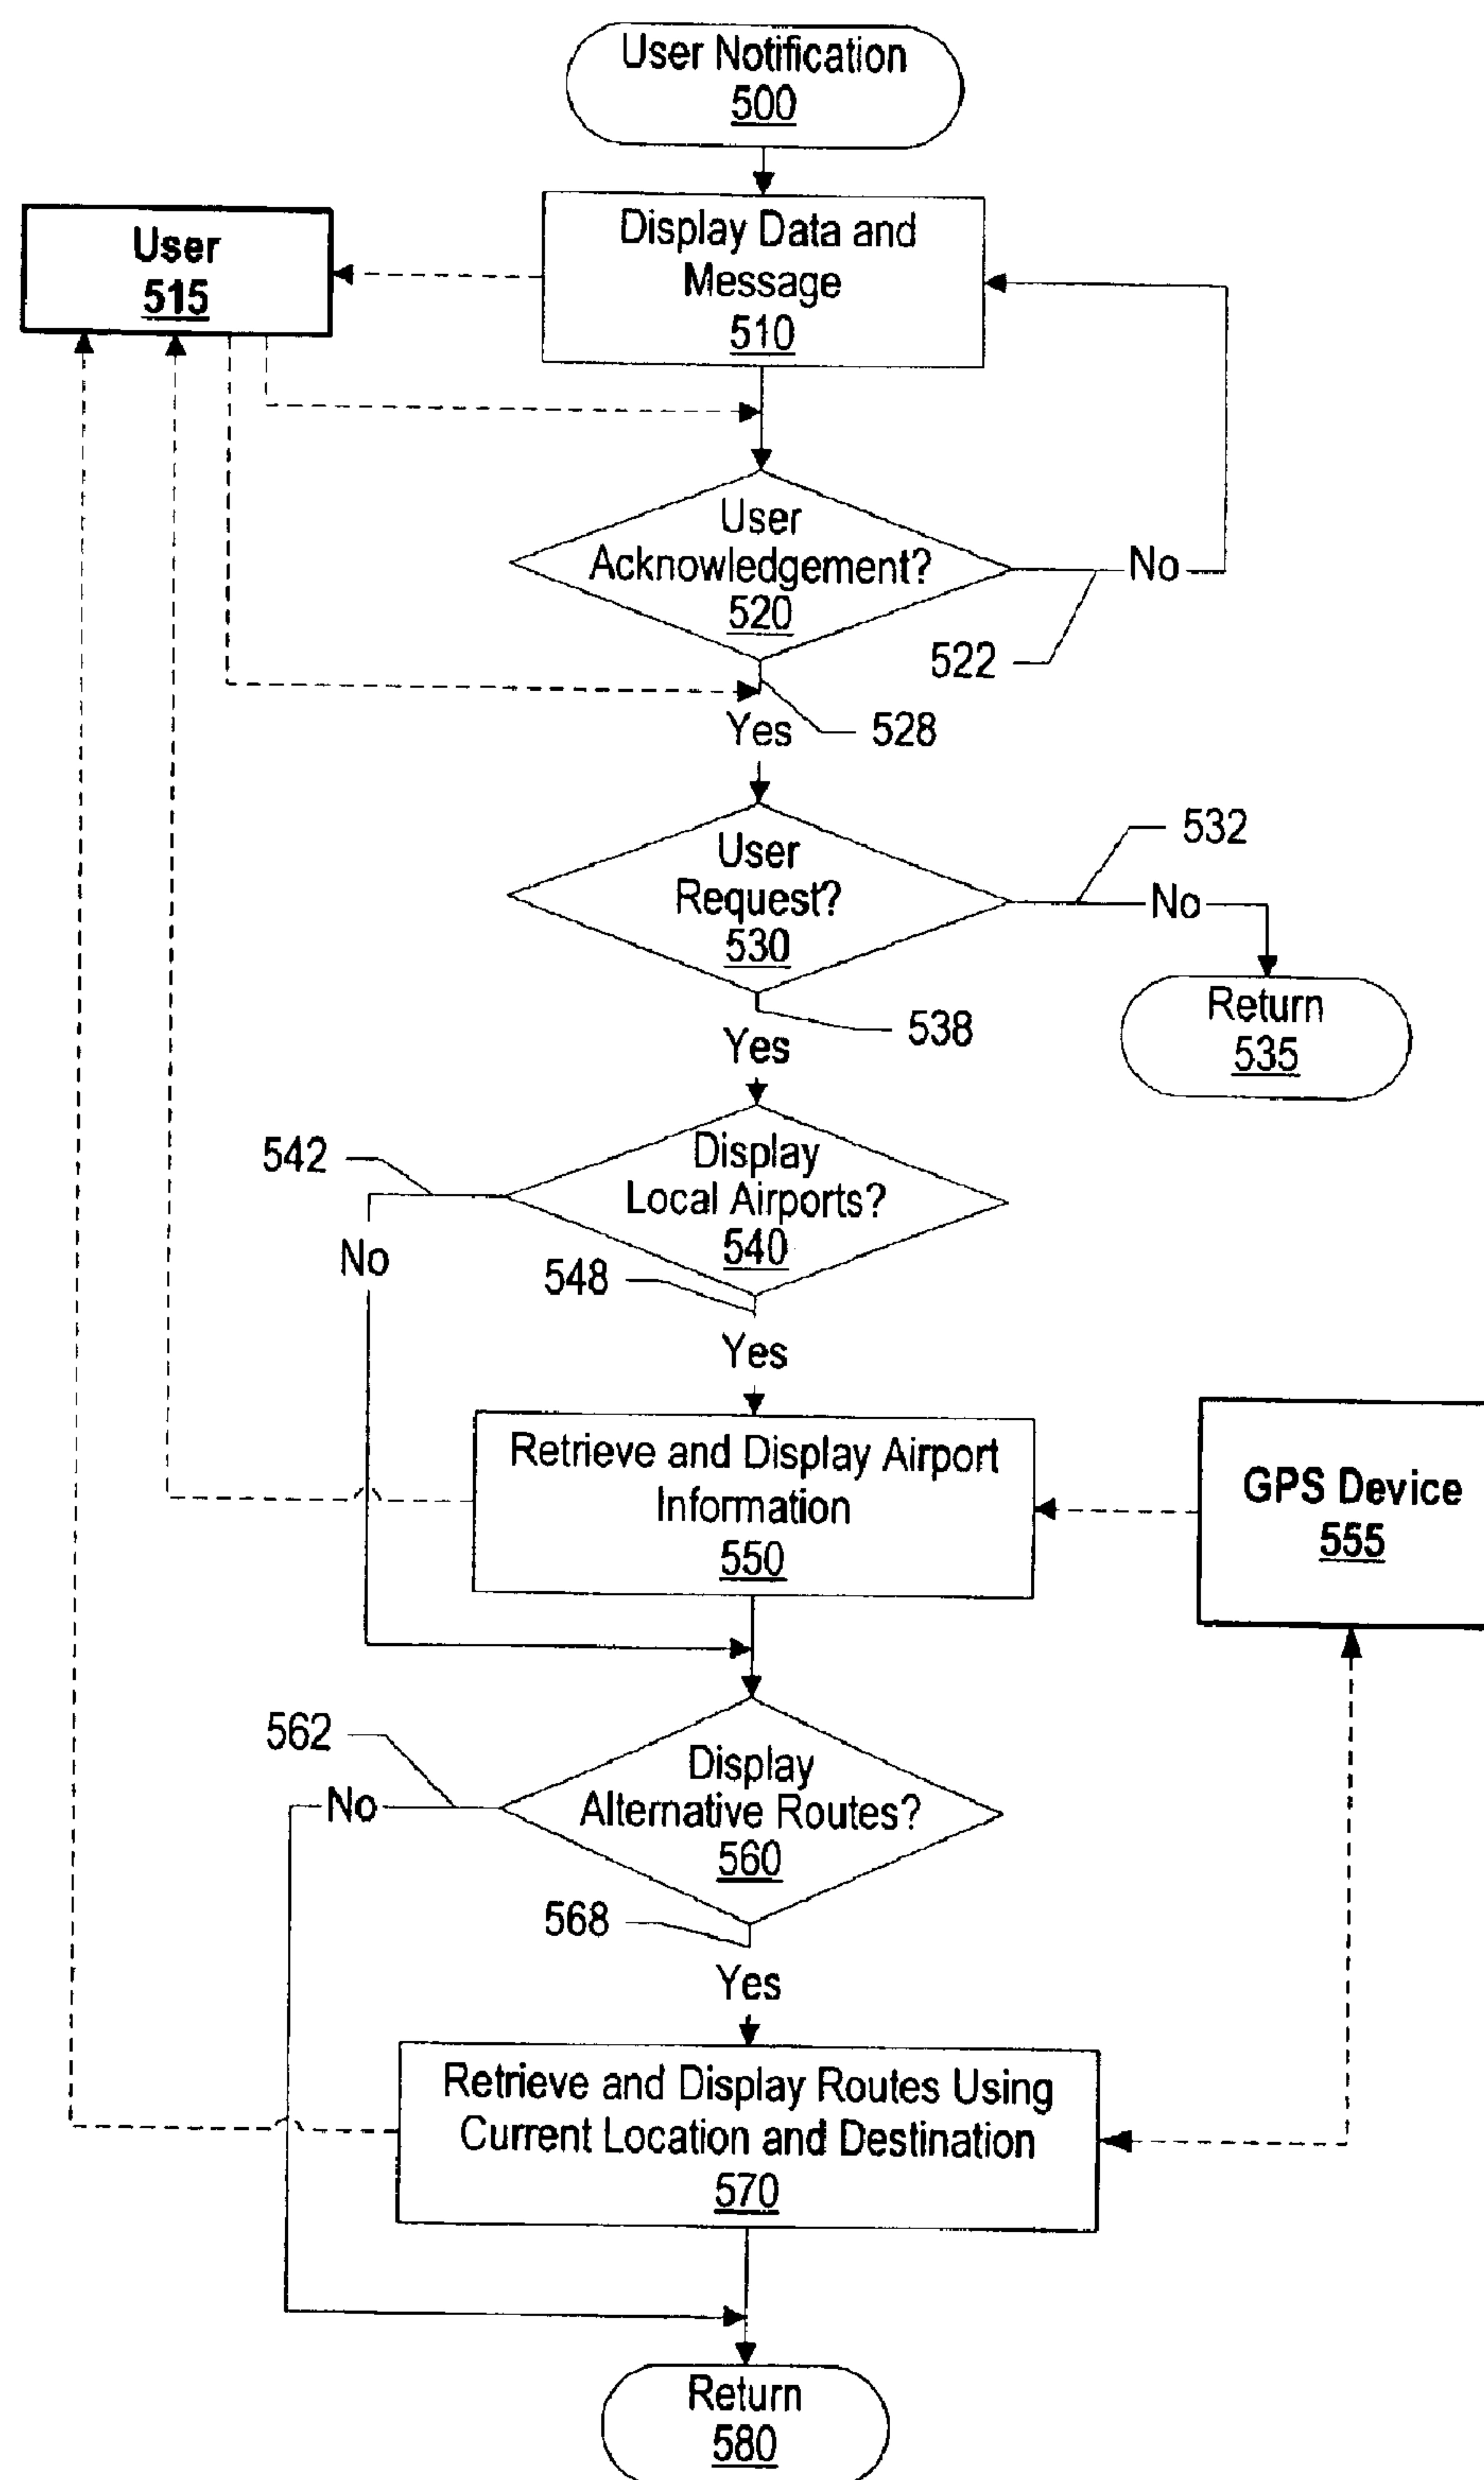 User Notification
500
User
515
Display Data and
Message
510
User
Acknowledgement?
520
No
522
Yes
528
User
Request?
530
532
No
Return
535
538
Yes
Display
Local Airports?
540
542
No
548
Yes
Retrieve and Display Airport
Information
550
GPS Device
555
Display
Alternative Routes?
560
562
No
568
Yes
Retrieve and Display Routes Using
Current Location and Destination
570
Return
580